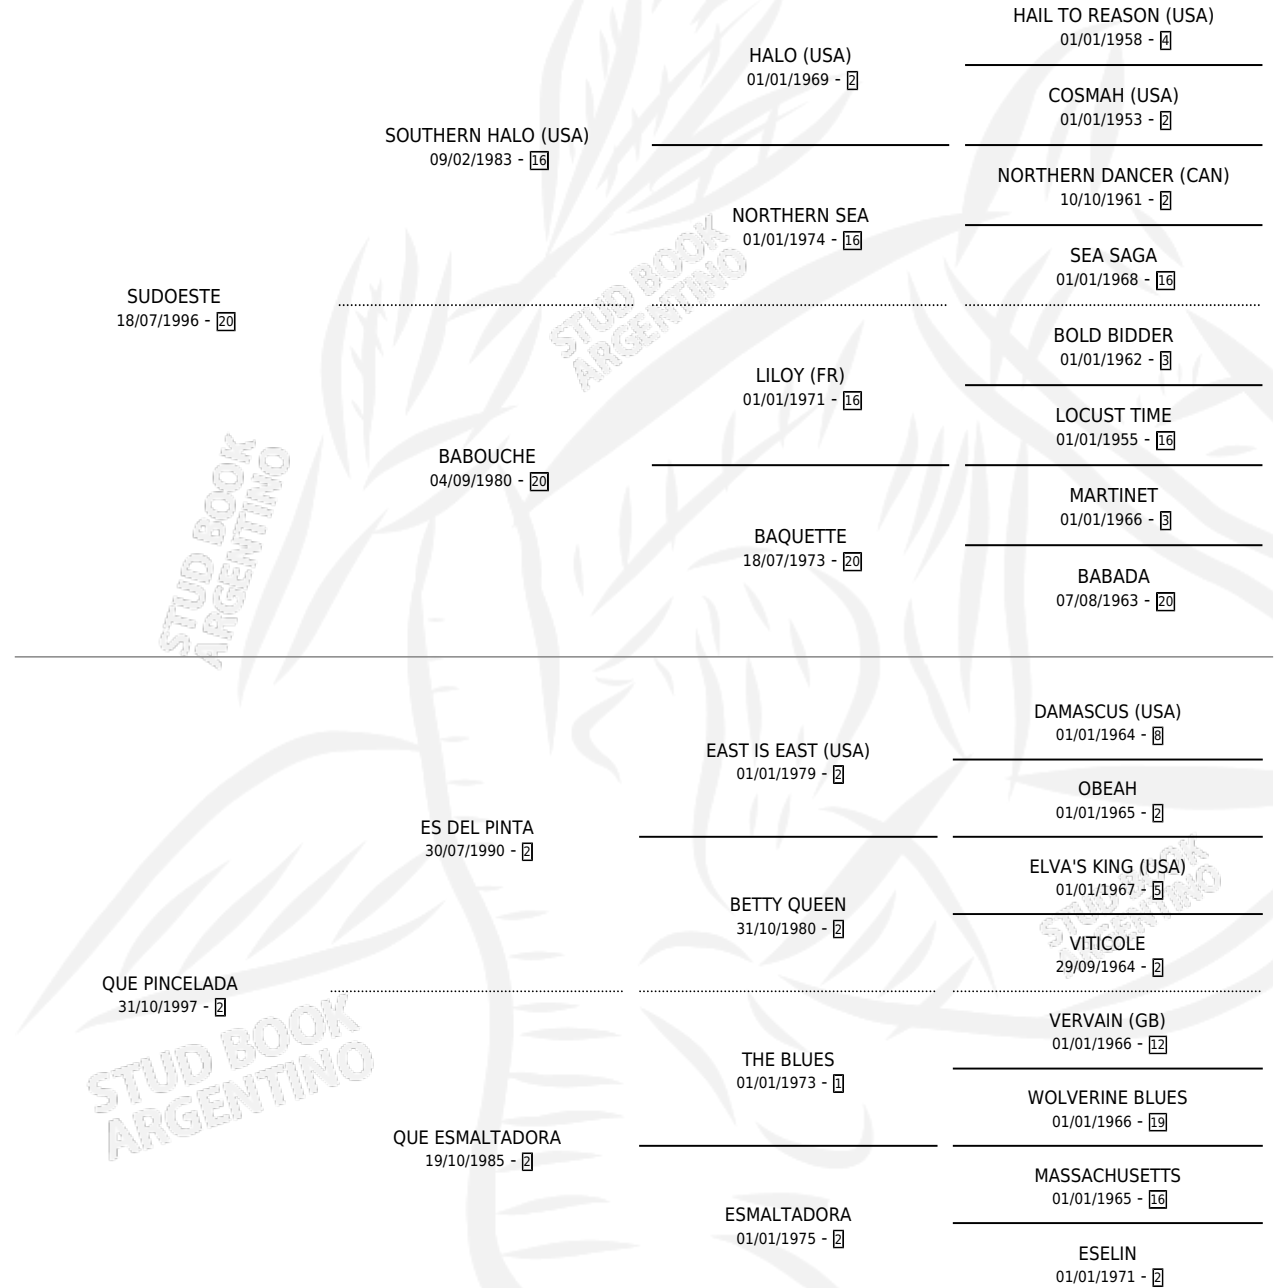 HAIL TO REASON (USA)
01/01/1958 - 4
HALO (USA)
01/01/1969 - 2
COSMAH (USA)
01/01/1953 - 2
SOUTHERN HALO (USA)
09/02/1983 - 16
NORTHERN DANCER (CAN)
10/10/1961 - 2
NORTHERN SEA
01/01/1974 - 16
SEA SAGA
01/01/1968 - 16
SUDOESTE
18/07/1996 - 20
BOLD BIDDER
01/01/1962 - 3
LILOY (FR)
01/01/1971 - 16
LOCUST TIME
01/01/1955 - 16
BABOUCHE
04/09/1980 - 20
MARTINET
01/01/1966 - 3
BAQUETTE
18/07/1973 - 20
BABADA
07/08/1963 - 20
STUD BOOK
ARGENTINO
STUD BOOK
ARGENTINO
DAMASCUS (USA)
01/01/1964 - 8
EAST IS EAST (USA)
01/01/1979 - 2
OBEAH
01/01/1965 - 2
ES DEL PINTA
30/07/1990 - 2
ELVA'S KING (USA)
01/01/1967 - 5
BETTY QUEEN
31/10/1980 - 2
VITICOLE
29/09/1964 - 2
QUE PINCELADA
31/10/1997 - 2
VERVAIN (GB)
01/01/1966 - 12
THE BLUES
01/01/1973 - 1
WOLVERINE BLUES
01/01/1966 - 19
QUE ESMALTADORA
19/10/1985 - 2
MASSACHUSETTS
01/01/1965 - 16
ESMALTADORA
01/01/1975 - 2
ESELIN
01/01/1971 - 2
STUD BOOK
ARGENTINO
STUD BOOK
ARGENTINO